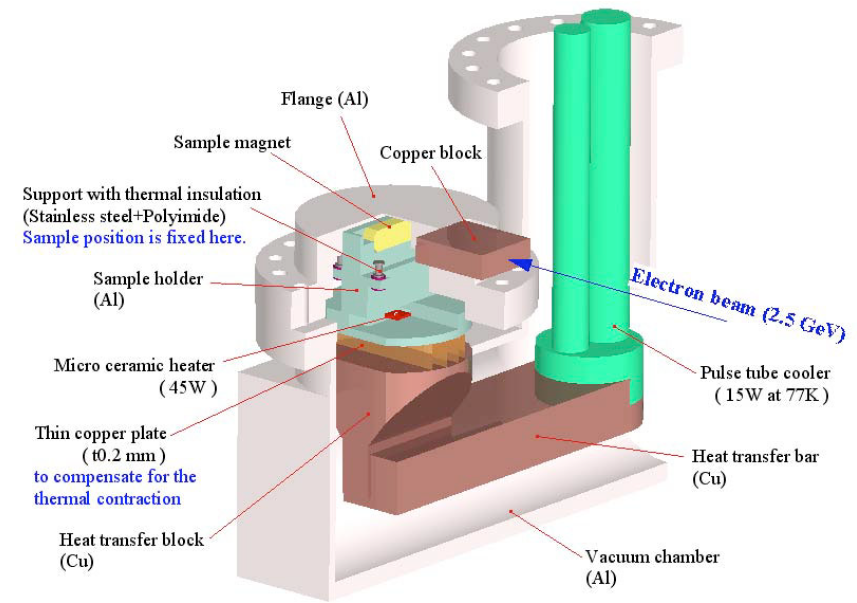 Flange (Al)
Sample magnet
Copper block
Support with thermal insulation
(Stainless steel+Polyimide)
Sample position is fixed here.
Sample holder
(Al)
Electron beam (2.5 GeV)
Micro ceramic heater
( 45W )
Pulse tube cooler
( 15W at 77K )
Thin copper plate
( t0.2 mm )
to compensate for the
thermal contraction
Heat transfer bar
(Cu)
Heat transfer block
(Cu)
Vacuum chamber
(Al)